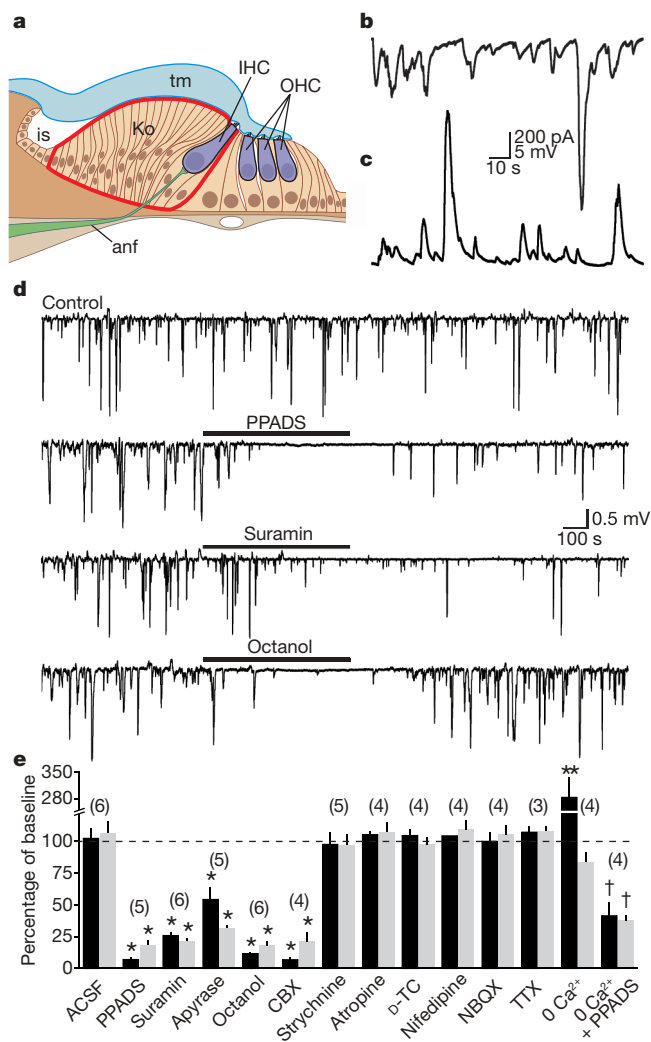 a
tm
IHC
OHC
is
Ko
anf
b
200 pA
5 mV
10 s
c
d
Control
PPADS
0.5 mV
100 s
Suramin
Octanol
e
Percentage of baseline
350
280
100
75
50
25
0
(6)
(5)
(6)
(5)
(6)
(4)
(5)
(4)
(4)
(4)
(4)
(3)
(4)
(4)
* * * * * * * * * *
**
† †
ACSF
PPADS
Suramin
Apyrase
Octanol
CBX
Strychnine
Atropine
D-TC
Nifedipine
NBQX
TTX
0 Ca²⁺
0 Ca²⁺
+ PPADS